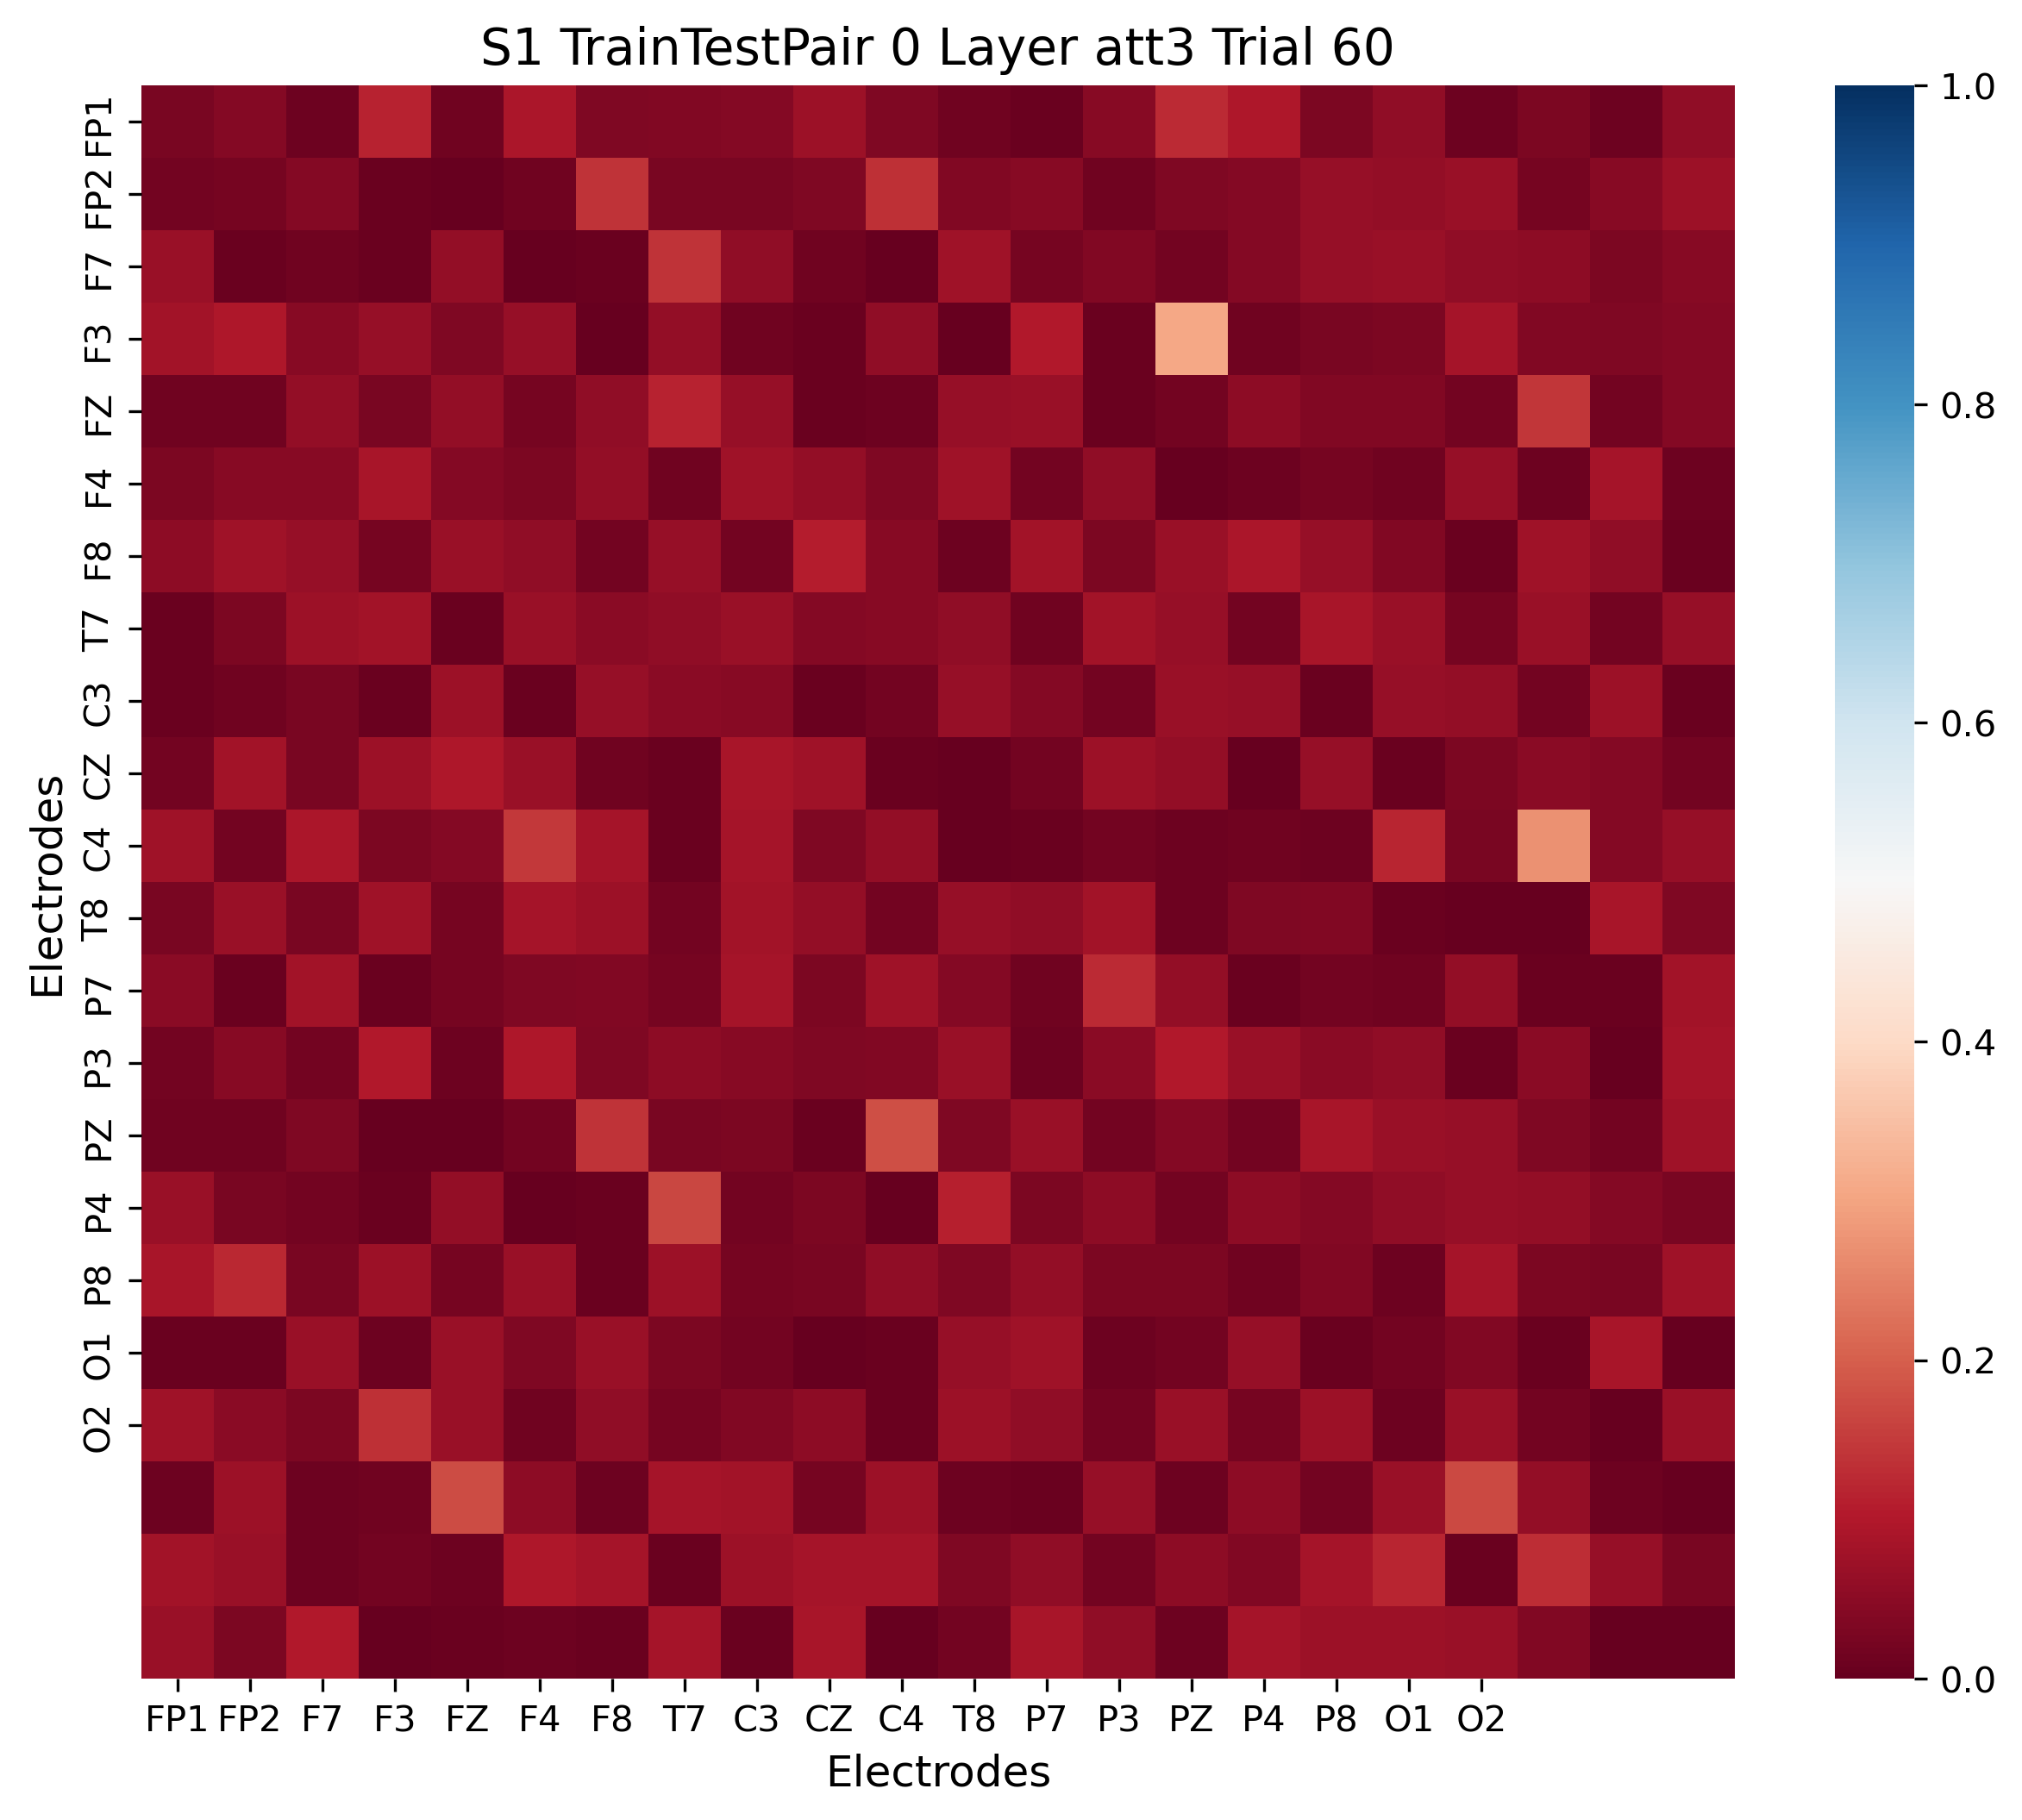 S1 TrainTestPair 0 Layer att3 Trial 60
Electrodes
FP1
FP2
F7
F3
FZ
F4
F8
T7
C3
CZ
C4
T8
P7
P3
PZ
P4
P8
O1
O2
FP1 FP2 F7 F3 FZ F4 F8 T7 C3 CZ C4 T8 P7 P3 PZ P4 P8 O1 O2
Electrodes
1.0
0.8
0.6
0.4
0.2
0.0